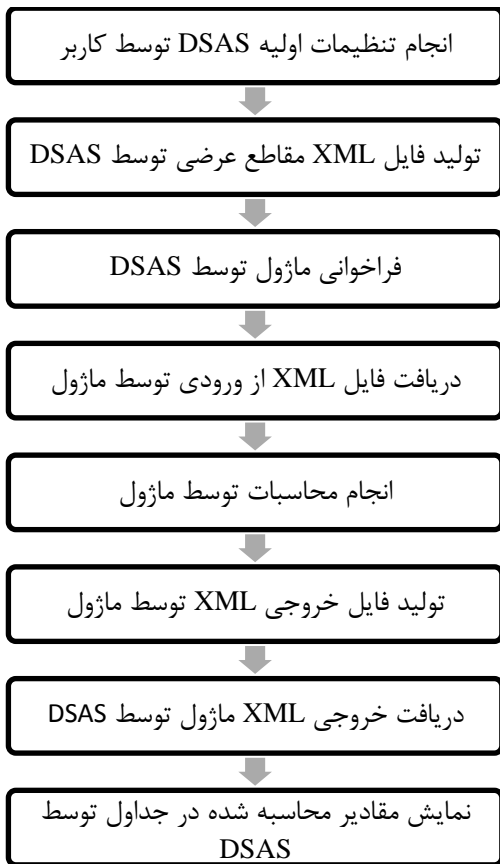 انجام تنظیمات اولیه DSAS توسط کاربر
تولید فایل XML مقاطع عرضی توسط DSAS
فراخوانی ماژول توسط DSAS
دریافت فایل XML از ورودی توسط ماژول
انجام محاسبات توسط ماژول
تولید فایل خروجی XML توسط ماژول
دریافت خروجی XML ماژول توسط DSAS
نمایش مقادیر محاسبه شده در جداول توسط
DSAS